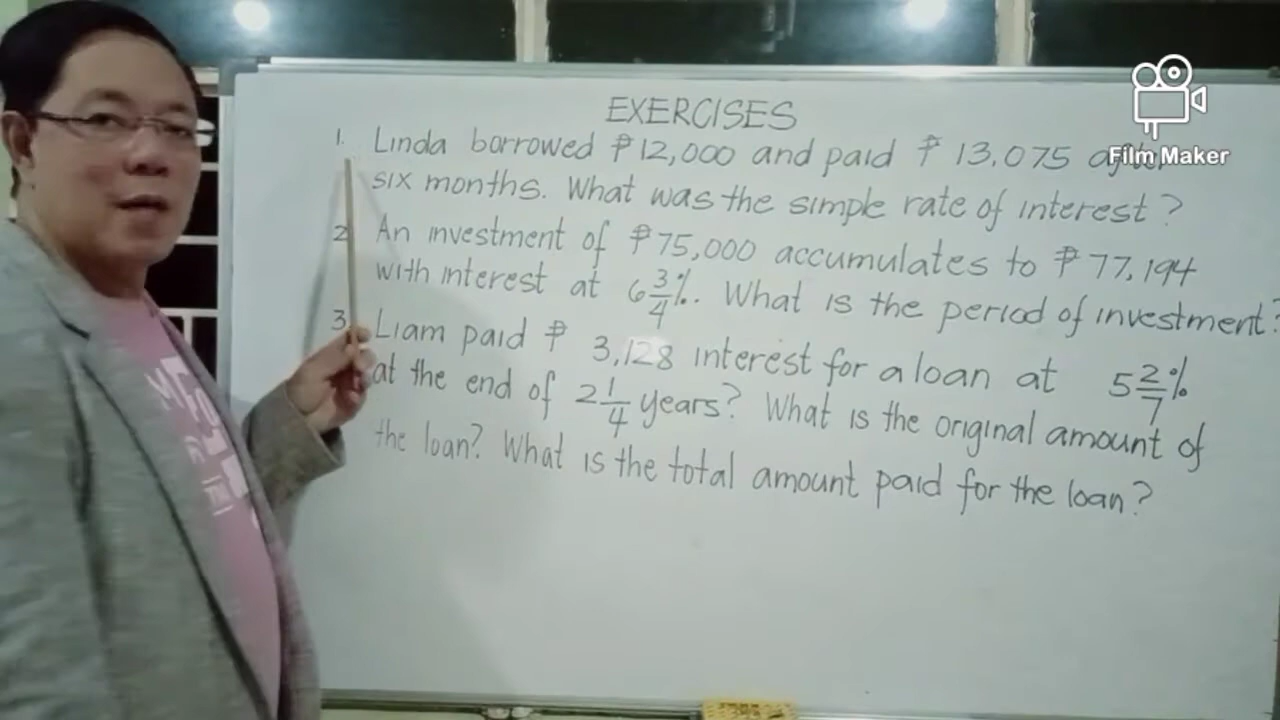 EXERCISES
1. Linda borrowed ₱12,000 and paid ₱ 13,075
six months. What was the simple rate of interest?
2. An investment of ₱75,000 accumulates to ₱77,194
with interest at 6 3/4 %. What is the period of investment?
3. Liam paid ₱ 3,128 interest for a loan at 5 2/7 %
at the end of 2 1/4 years? What is the original amount of
the loan? What is the total amount paid for the loan?
Film Maker